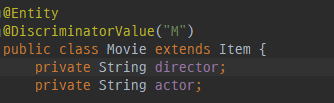 @Entity
@DiscriminatorValue("M")
public class Movie extends Item {
    private String director;
    private String actor;